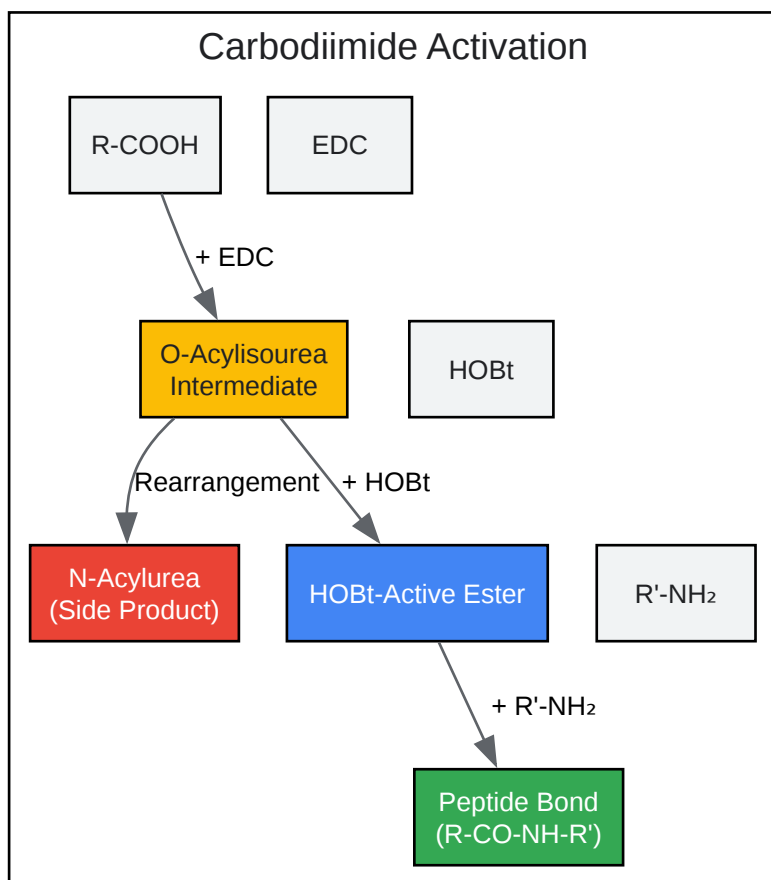 Carbodiimide Activation
R-COOH
EDC
+ EDC
O-Acylisourea
Intermediate
HOBt
Rearrangement
+ HOBt
N-Acylurea
(Side Product)
HOBt-Active Ester
R'-NH₂
+ R'-NH₂
Peptide Bond
(R-CO-NH-R')